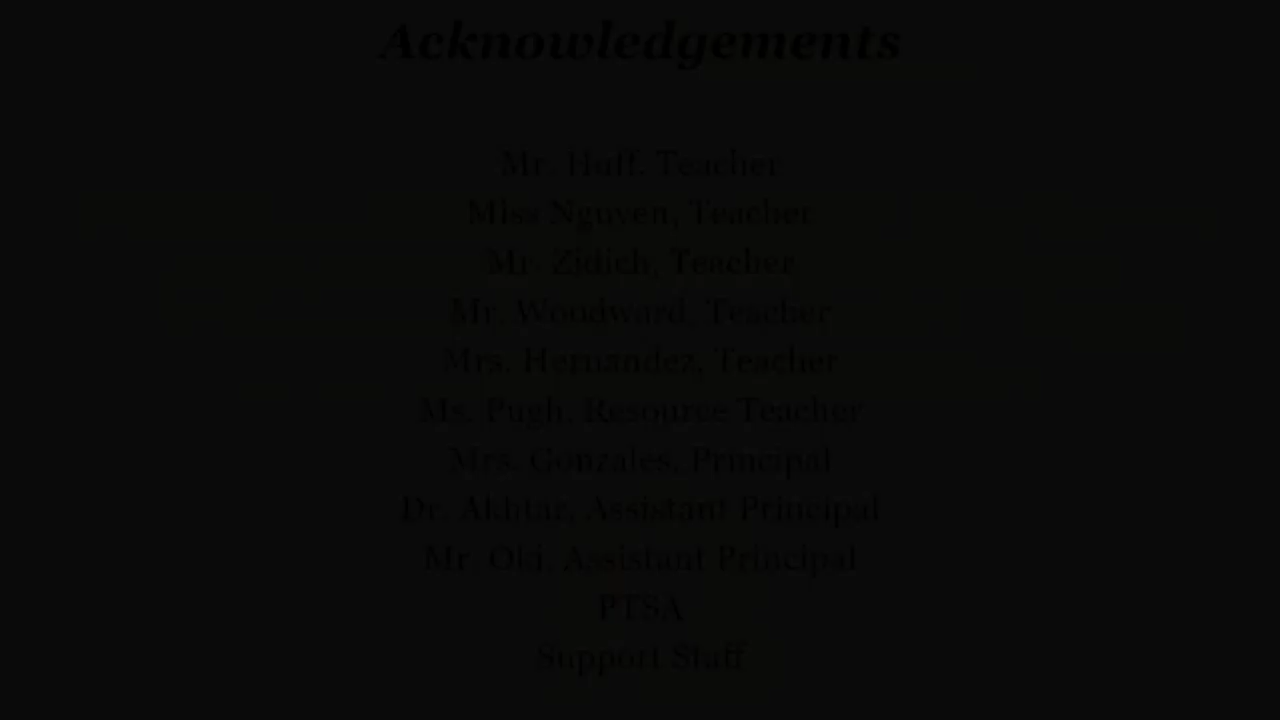 Acknowledgements
Mr. Huff, Teacher
Miss Nguyen, Teacher
Mr. Zidich, Teacher
Mr. Woodward, Teacher
Mrs. Hernandez, Teacher
Ms. Pugh, Resource Teacher
Mrs. Gonzales, Principal
Dr. Akhtar, Assistant Principal
Mr. Oki, Assistant Principal
PTSA
Support Staff